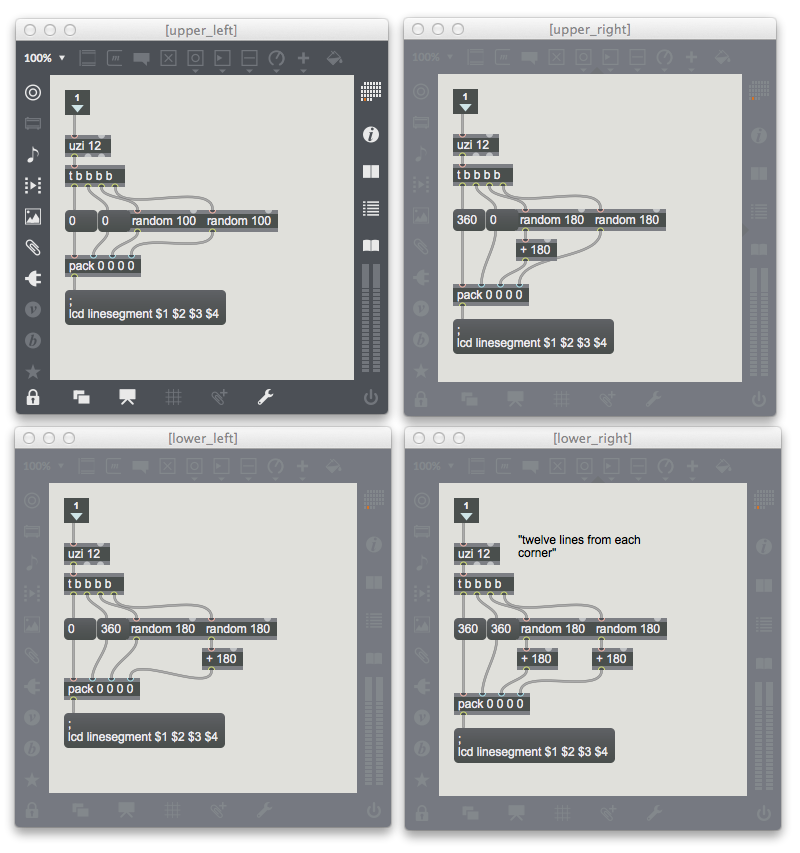 [upper_left]
100%
1
uzi 12
t b b b b
0 0 random 100 random 100
pack 0 0 0 0
;
lcd linesegment $1 $2 $3 $4
[upper_right]
100%
1
uzi 12
t b b b b
360 0 random 180 random 180
+ 180
pack 0 0 0 0
;
lcd linesegment $1 $2 $3 $4
[lower_left]
100%
1
uzi 12
t b b b b
0 360 random 180 random 180
+ 180
pack 0 0 0 0
;
lcd linesegment $1 $2 $3 $4
[lower_right]
100%
1
"twelve lines from each
corner"
uzi 12
t b b b b
360 360 random 180 random 180
+ 180 + 180
pack 0 0 0 0
;
lcd linesegment $1 $2 $3 $4